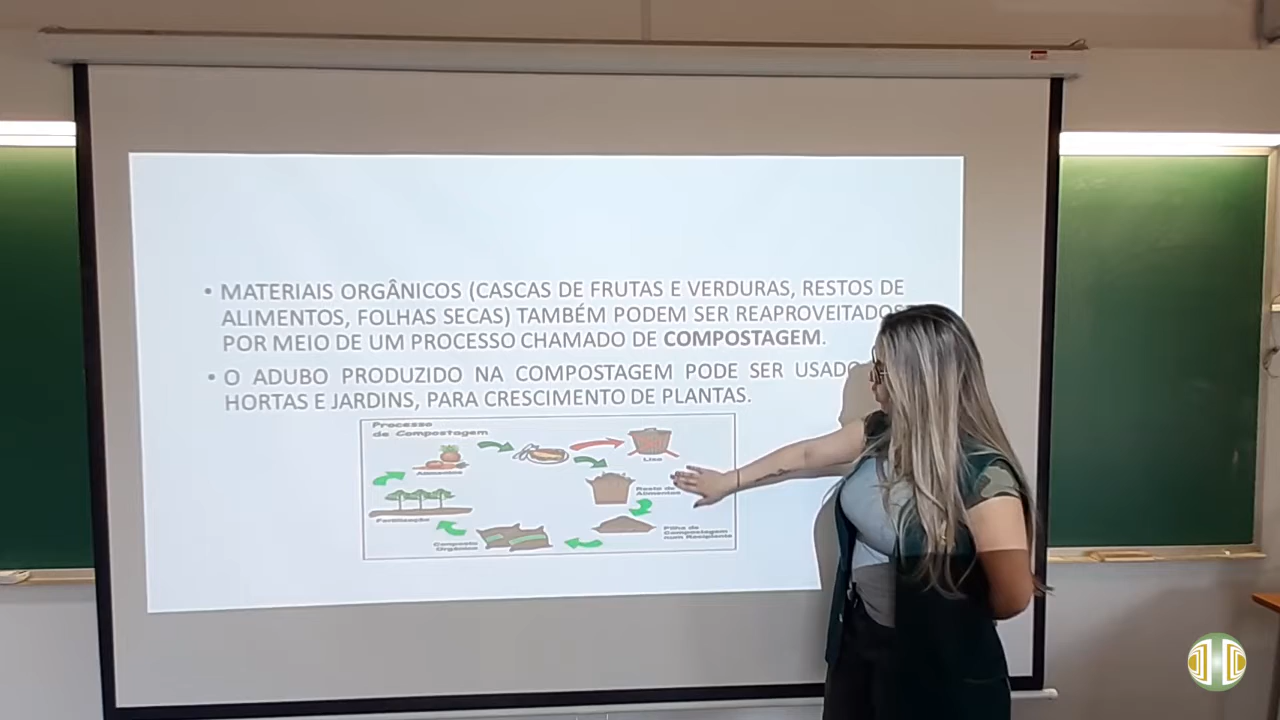 • MATERIAIS ORGÂNICOS (CASCAS DE FRUTAS E VERDURAS, RESTOS DE
ALIMENTOS, FOLHAS SECAS) TAMBÉM PODEM SER REAPROVEITADOS
POR MEIO DE UM PROCESSO CHAMADO DE COMPOSTAGEM.
• O ADUBO PRODUZIDO NA COMPOSTAGEM PODE SER USADO
HORTAS E JARDINS, PARA CRESCIMENTO DE PLANTAS.
Processo
de Compostagem
Lixo
Alimentos
Resto de
Alimentos
Fertilização
Pilha de
Compostagem
num Recipiente
Composto
Orgânico